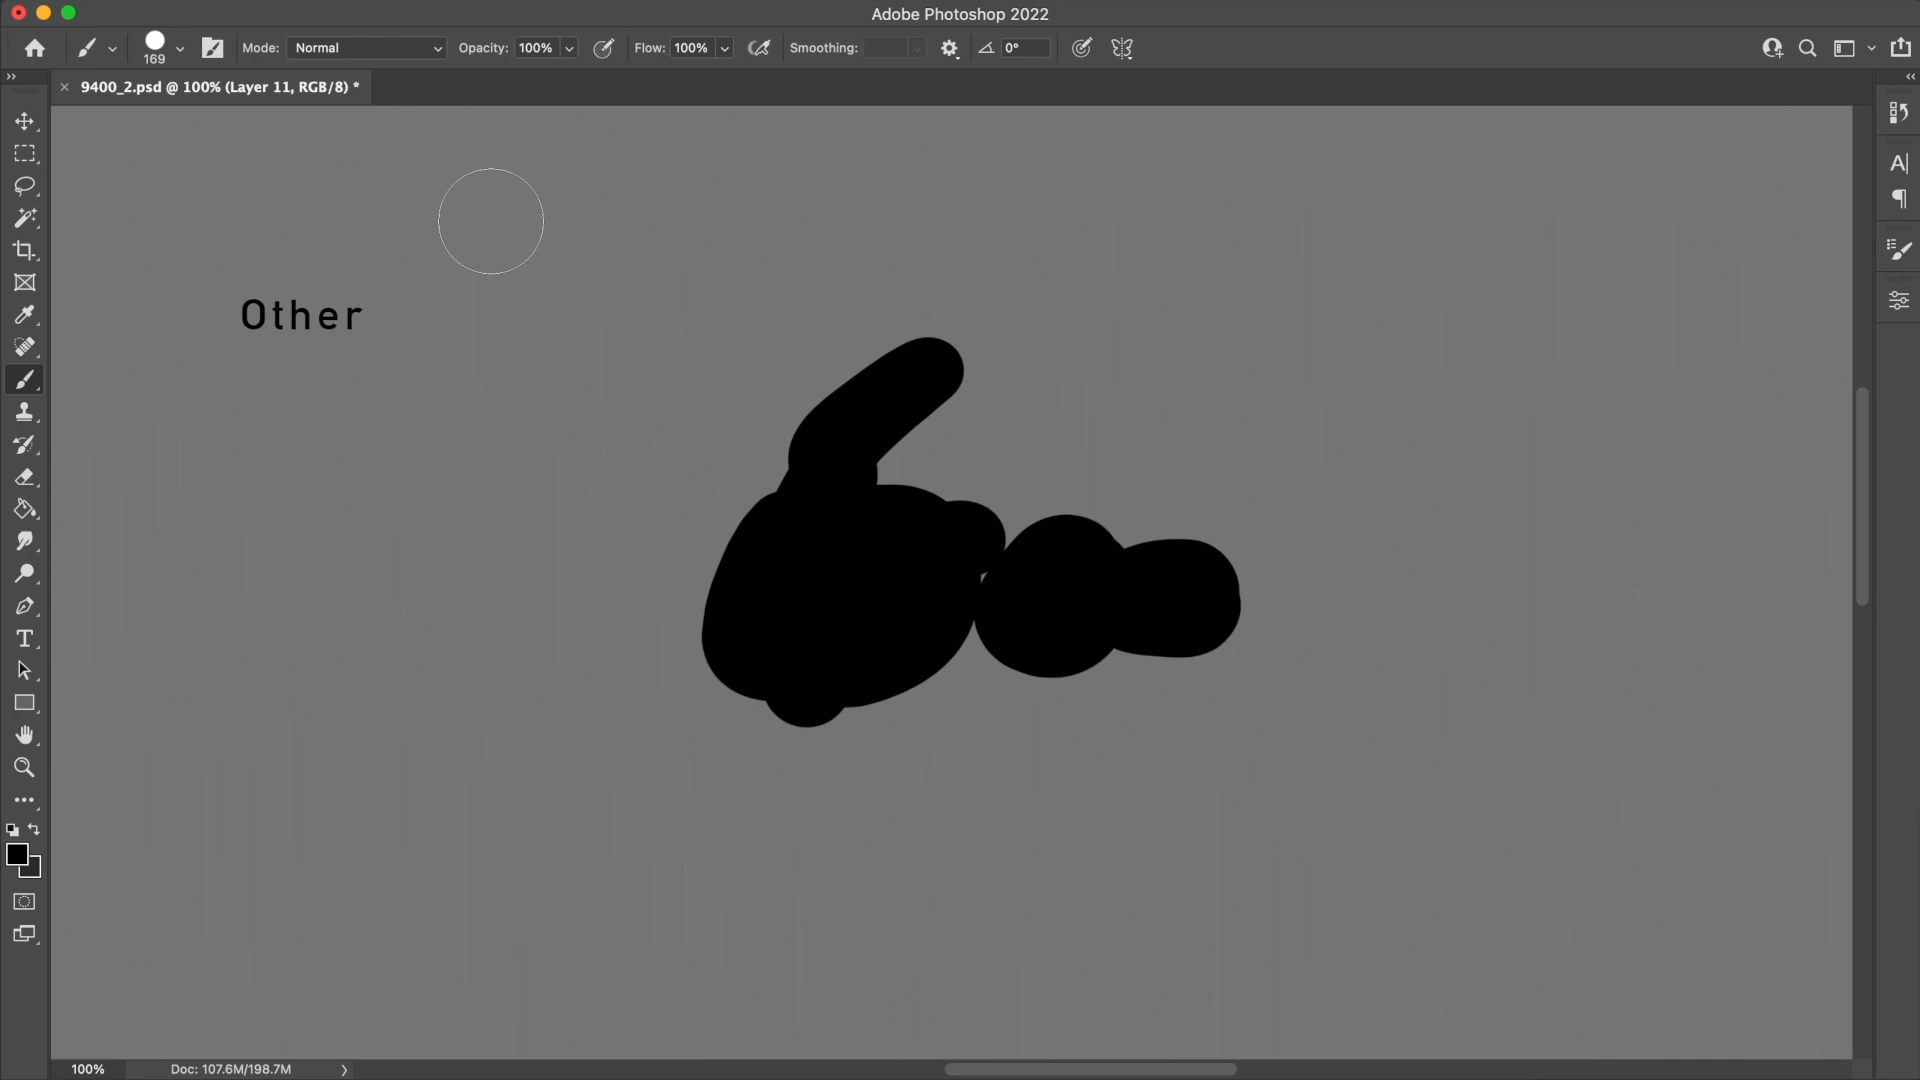 Adobe Photoshop 2022
169
Mode: Normal
Opacity: 100%
Flow: 100%
Smoothing:
0°
9400_2.psd @ 100% (Layer 11, RGB/8) *
Other
100%
Doc: 107.6M/198.7M